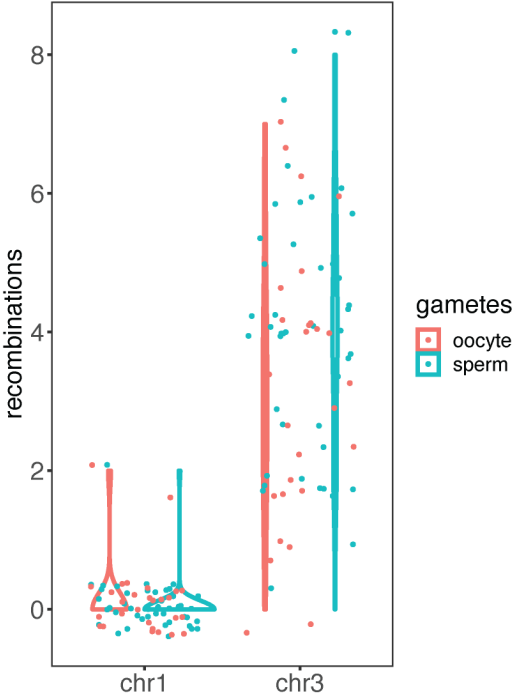 8
6
4
2
0
recombinations
chr1
chr3
gametes
oocyte
sperm